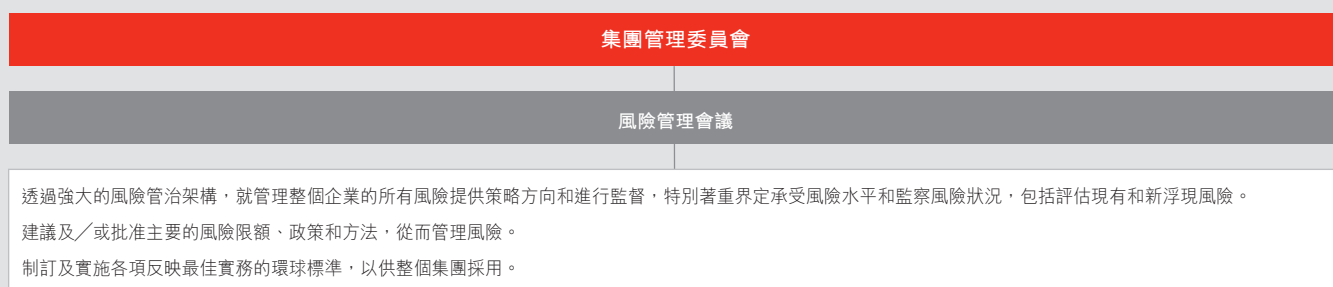 集團管理委員會
風險管理會議
透過強大的風險管治架構，就管理整個企業的所有風險提供策略方向和進行監督，特別著重界定承受風險水平和監察風險狀況，包括評估現有和新浮現風險。
建議及╱或批准主要的風險限額、政策和方法，從而管理風險。
制訂及實施各項反映最佳實務的環球標準，以供整個集團採用。